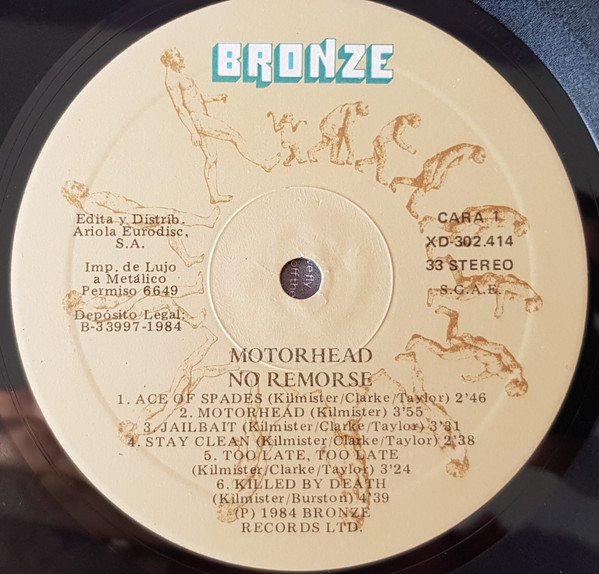 BRONZE
Edita y Distrib.
Ariola Eurodisc,
S.A.
Imp. de Lujo
a Metálico
Permiso 6649
Depósito Legal:
B-33997-1984
CARA 1
XD-302.414
33 STEREO
S.G.A.E.
MOTORHEAD
NO REMORSE
1. ACE OF SPADES (Kilmister/Clarke/Taylor) 2'46
2. MOTORHEAD (Kilmister) 3'55
3. JAILBAIT (Kilmister/Clarke/Taylor) 3'31
4. STAY CLEAN (Kilmister/Clarke/Taylor) 2'38
5. TOO LATE, TOO LATE
(Kilmister/Clarke/Taylor) 3'24
6. KILLED BY DEATH
(Kilmister/Burston) 4'39
(P) 1984 BRONZE
RECORDS LTD.